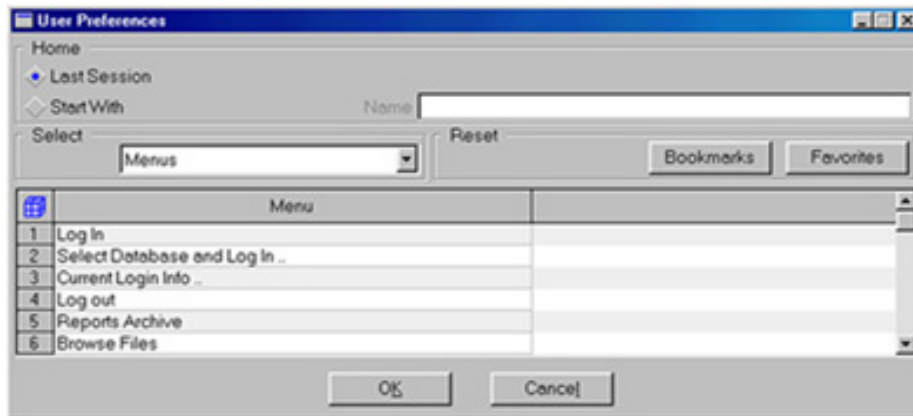 User Preferences
Home
Last Session
Start With Name
Select Reset
Menus Bookmarks Favorites
Menu
1 Log In
2 Select Database and Log In ..
3 Current Login Info ..
4 Log out
5 Reports Archive
6 Browse Files
OK Cancel